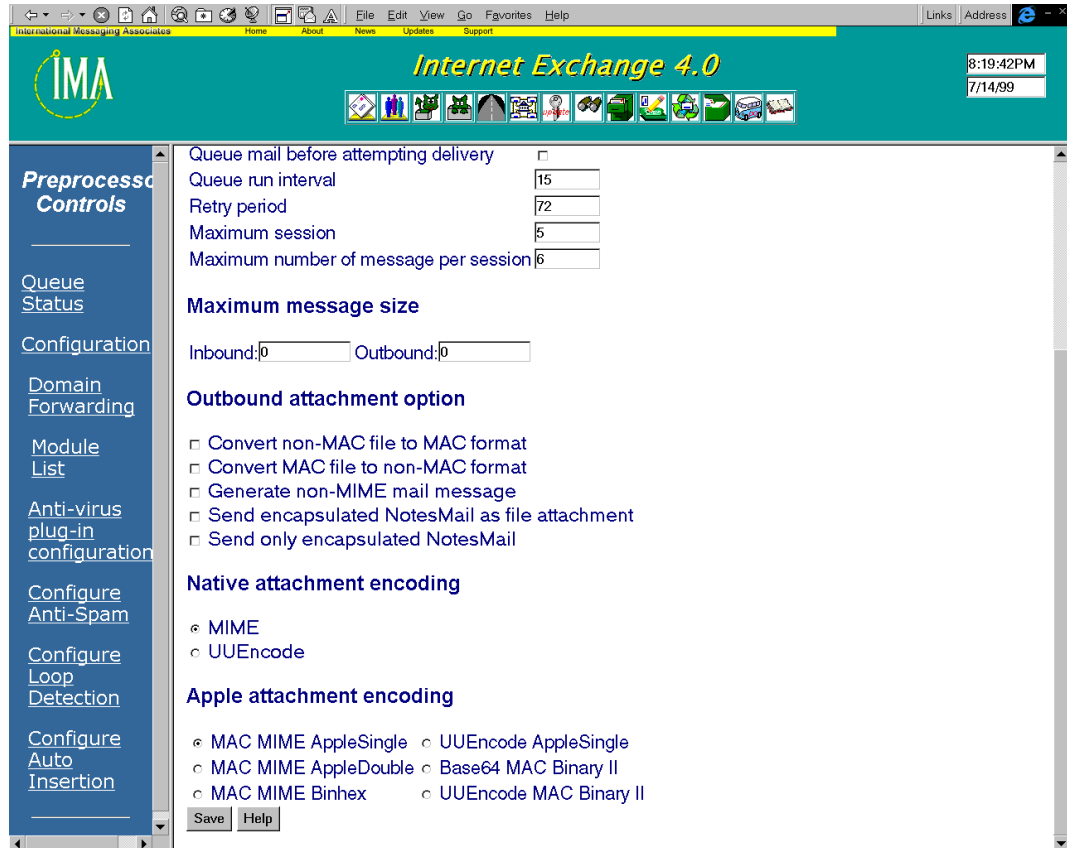 File Edit View Go Favorites Help Links Address
International Messaging Associates Home About News Updates Support
IMA
Internet Exchange 4.0
8:19:42PM
7/14/99
update
Preprocesso
Controls
Queue
Status
Configuration
Domain
Forwarding
Module
List
Anti-virus
plug-in
configuration
Configure
Anti-Spam
Configure
Loop
Detection
Configure
Auto
Insertion
Queue mail before attempting delivery
Queue run interval 15
Retry period 72
Maximum session 5
Maximum number of message per session 6
Maximum message size
Inbound: 0 Outbound: 0
Outbound attachment option
Convert non-MAC file to MAC format
Convert MAC file to non-MAC format
Generate non-MIME mail message
Send encapsulated NotesMail as file attachment
Send only encapsulated NotesMail
Native attachment encoding
MIME
UUEncode
Apple attachment encoding
MAC MIME AppleSingle UUEncode AppleSingle
MAC MIME AppleDouble Base64 MAC Binary II
MAC MIME Binhex UUEncode MAC Binary II
Save Help